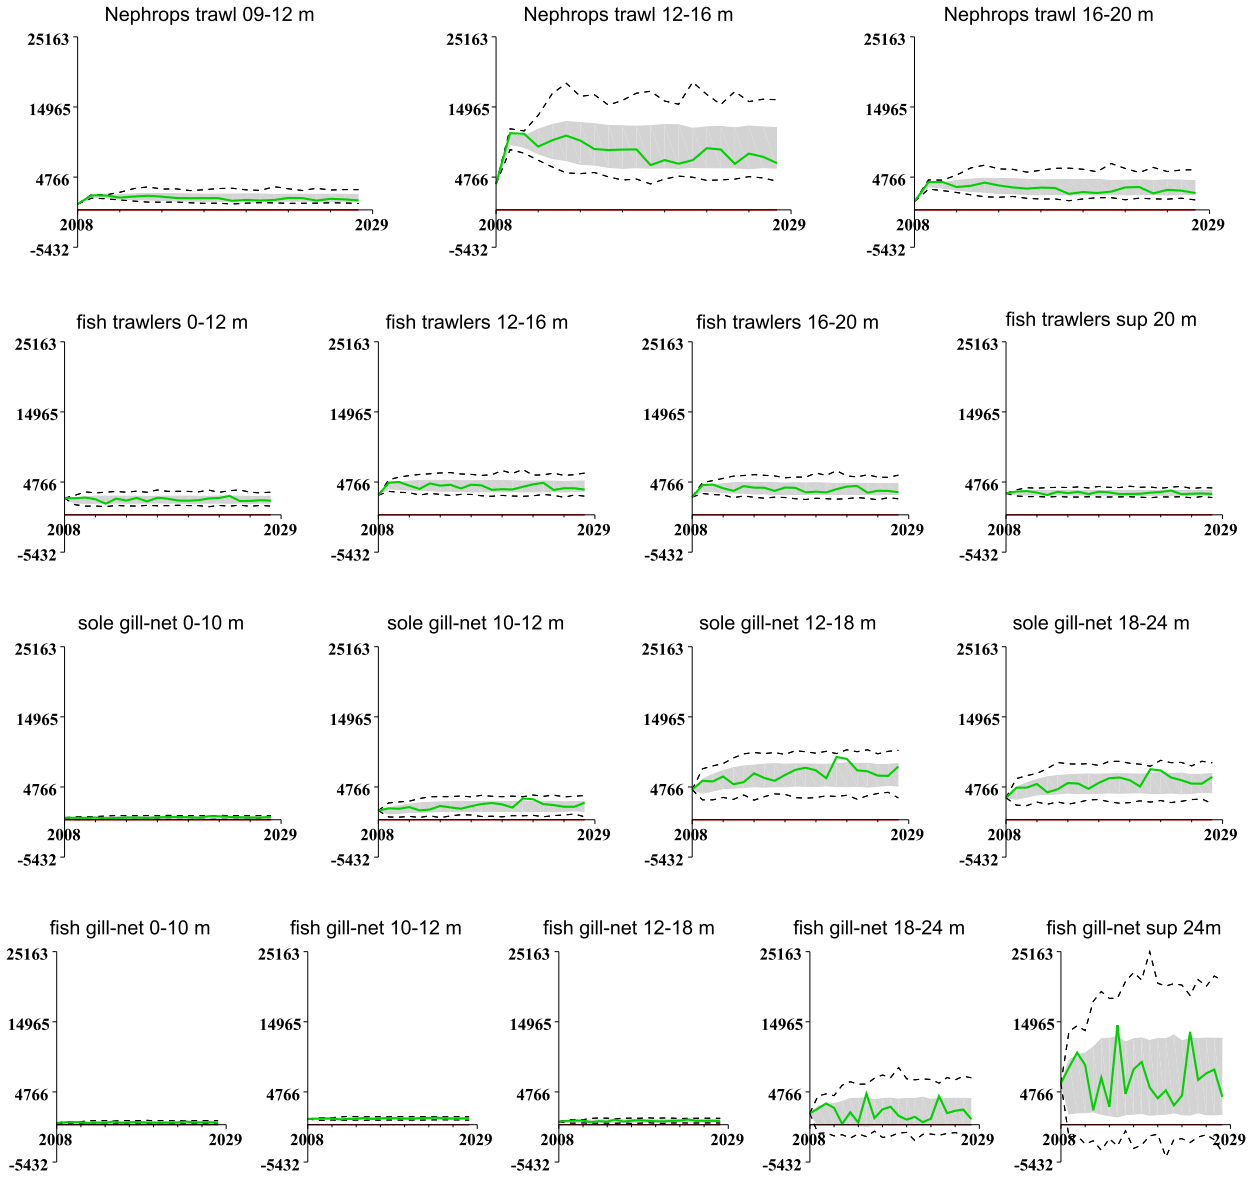 Nephrops trawl 09-12 m Nephrops trawl 12-16 m Nephrops trawl 16-20 m
25163 25163 25163
14965 14965 14965
4766 4766 4766
2008 2029 2008 2029 2008 2029
-5432 -5432 -5432
fish trawlers 0-12 m fish trawlers 12-16 m fish trawlers 16-20 m fish trawlers sup 20 m
25163 25163 25163 25163
14965 14965 14965 14965
4766 4766 4766 4766
2008 2029 2008 2029 2008 2029 2008 2029
-5432 -5432 -5432 -5432
sole gill-net 0-10 m sole gill-net 10-12 m sole gill-net 12-18 m sole gill-net 18-24 m
25163 25163 25163 25163
14965 14965 14965 14965
4766 4766 4766 4766
2008 2029 2008 2029 2008 2029 2008 2029
-5432 -5432 -5432 -5432
fish gill-net 0-10 m fish gill-net 10-12 m fish gill-net 12-18 m fish gill-net 18-24 m fish gill-net sup 24m
25163 25163 25163 25163 25163
14965 14965 14965 14965 14965
4766 4766 4766 4766 4766
2008 2029 2008 2029 2008 2029 2008 2029 2008 2029
-5432 -5432 -5432 -5432 -5432